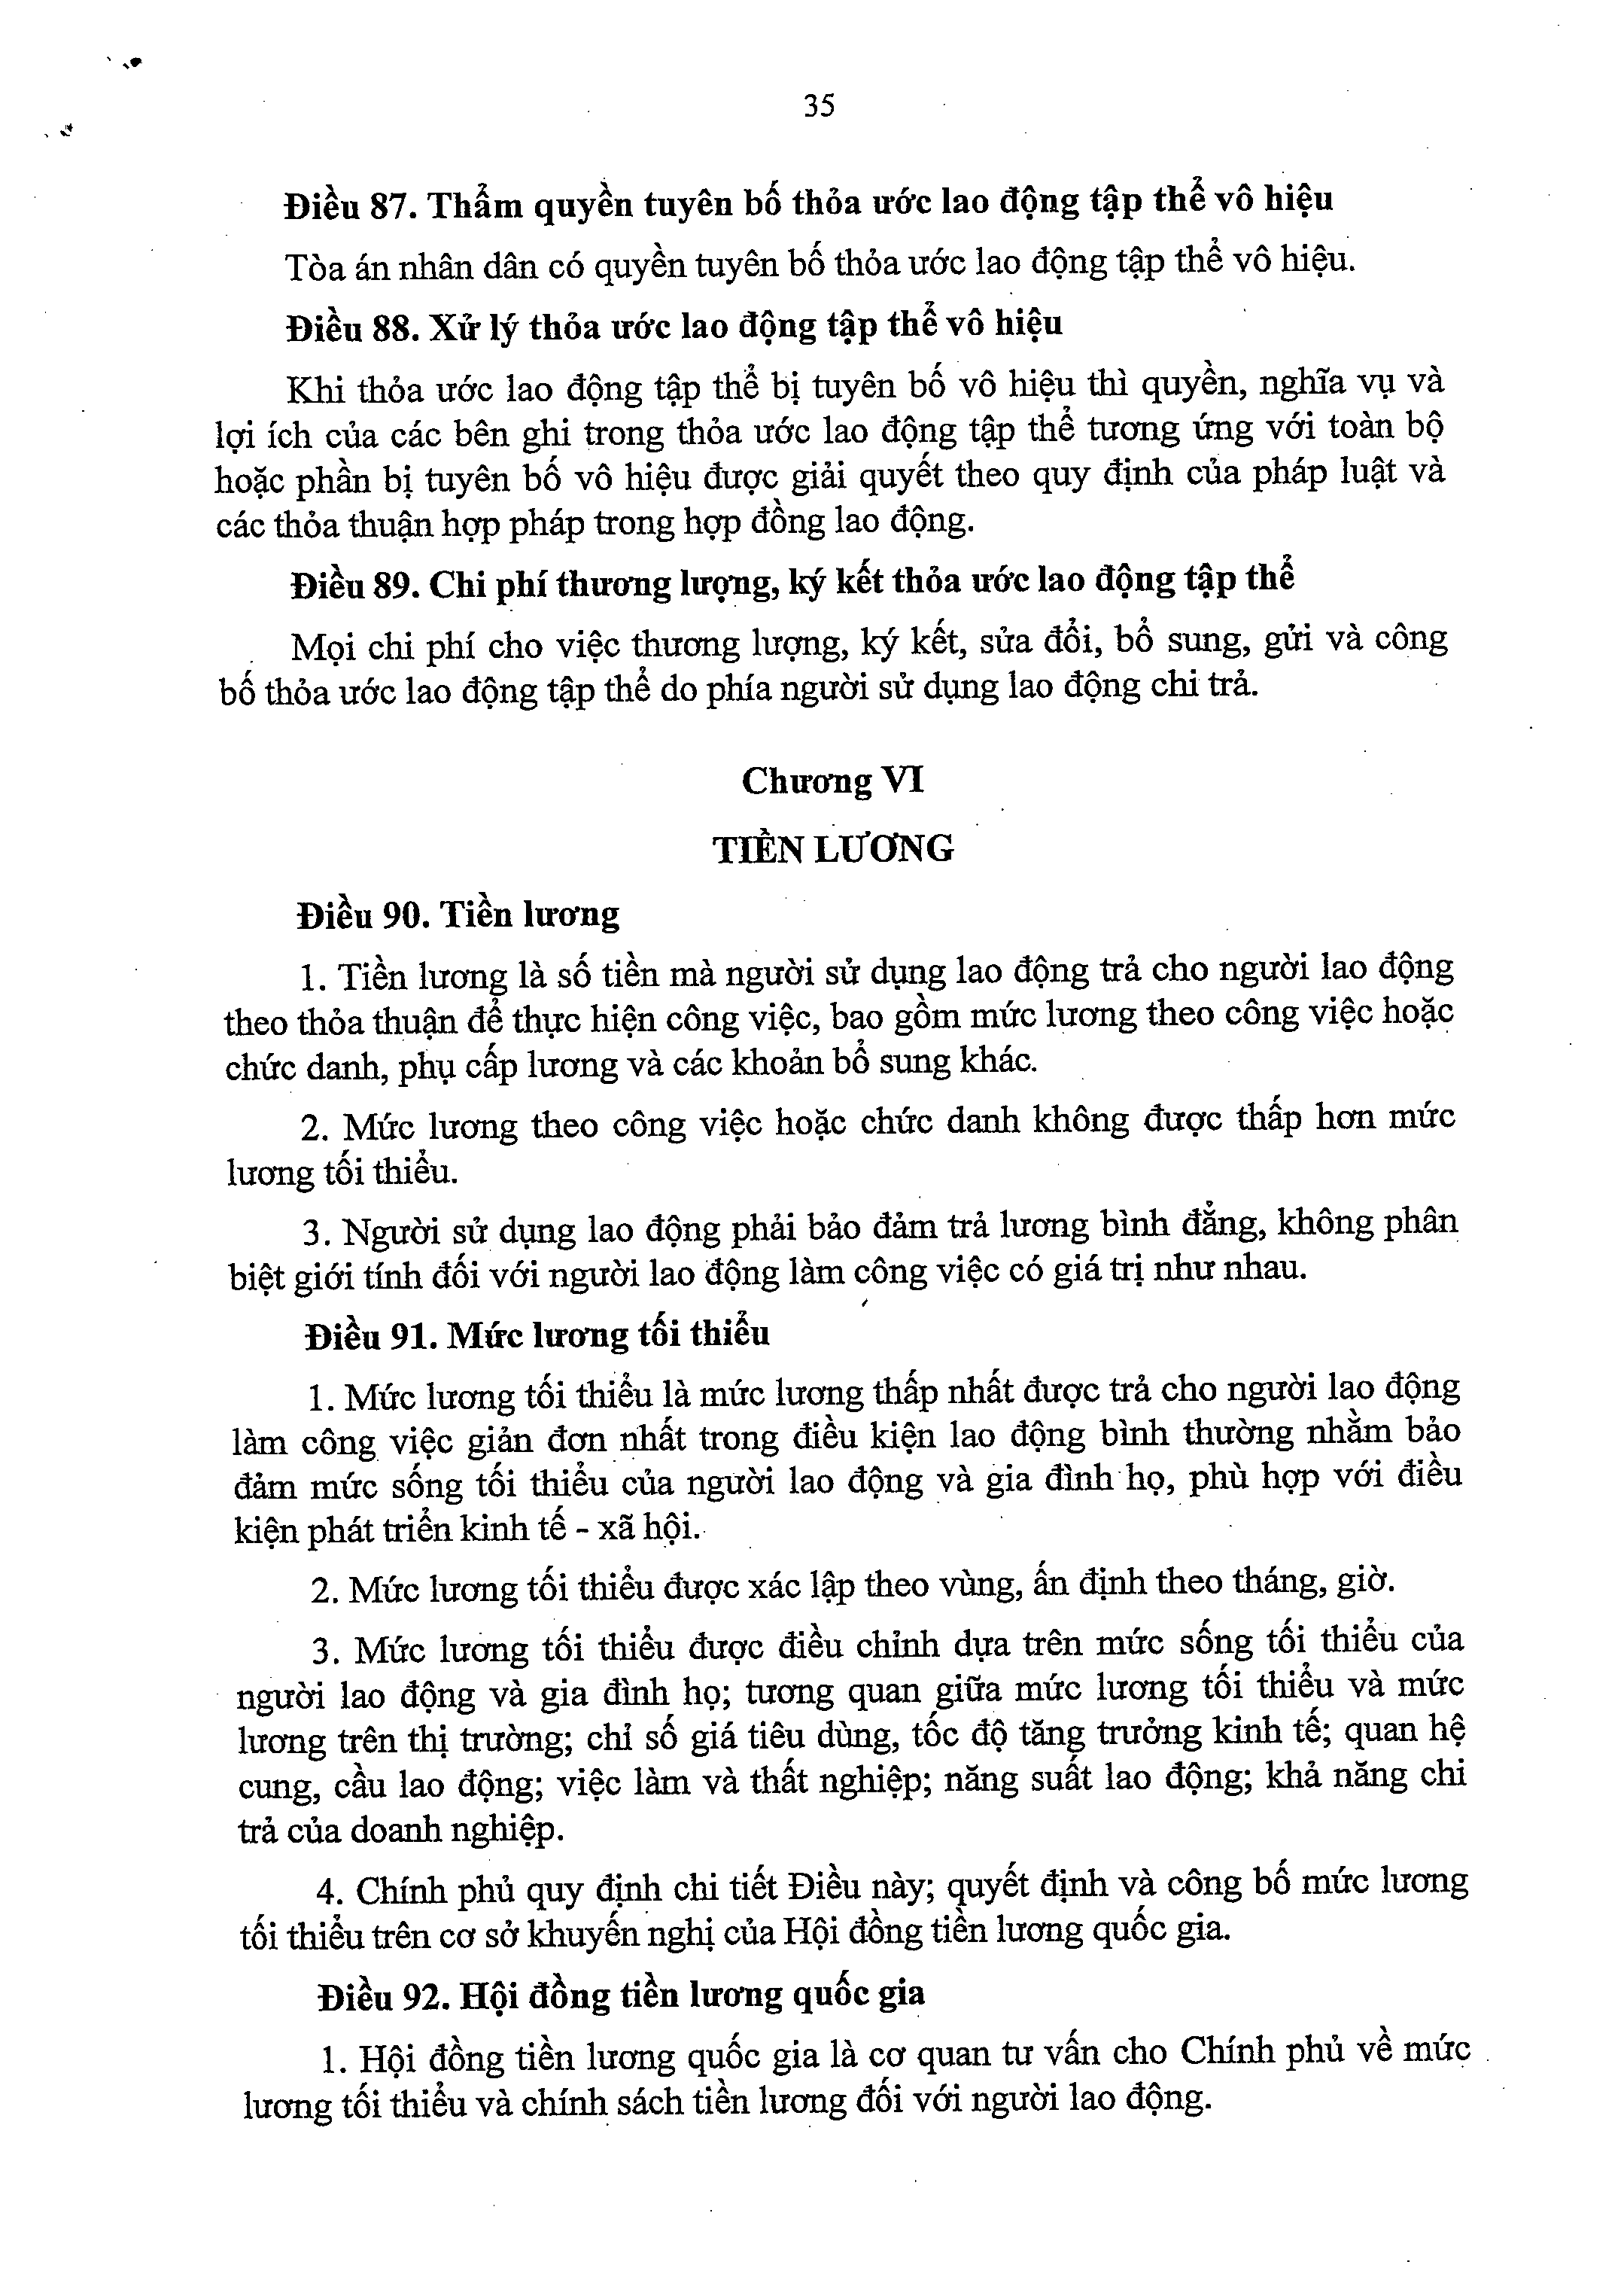 35
Điều 87. Thẩm quyền tuyên bố thỏa ước lao động tập thể vô hiệu
Tòa án nhân dân có quyền tuyên bố thỏa ước lao động tập thể vô hiệu.
Điều 88. Xử lý thỏa ước lao động tập thể vô hiệu
Khi thỏa ước lao động tập thể bị tuyên bố vô hiệu thì quyền, nghĩa vụ và
lợi ích của các bên ghi trong thỏa ước lao động tập thể tương ứng với toàn bộ
hoặc phần bị tuyên bố vô hiệu được giải quyết theo quy định của pháp luật và
các thỏa thuận hợp pháp trong hợp đồng lao động.
Điều 89. Chi phí thương lượng, ký kết thỏa ước lao động tập thể
Mọi chi phí cho việc thương lượng, ký kết, sửa đổi, bổ sung, gửi và công
bố thỏa ước lao động tập thể do phía người sử dụng lao động chi trả.
Chương VI
TIỀN LƯƠNG
Điều 90. Tiền lương
1. Tiền lương là số tiền mà người sử dụng lao động trả cho người lao động
theo thỏa thuận để thực hiện công việc, bao gồm mức lương theo công việc hoặc
chức danh, phụ cấp lương và các khoản bổ sung khác.
2. Mức lương theo công việc hoặc chức danh không được thấp hơn mức
lương tối thiểu.
3. Người sử dụng lao động phải bảo đảm trả lương bình đẳng, không phân
biệt giới tính đối với người lao động làm công việc có giá trị như nhau.
Điều 91. Mức lương tối thiểu
1. Mức lương tối thiểu là mức lương thấp nhất được trả cho người lao động
làm công việc giản đơn nhất trong điều kiện lao động bình thường nhằm bảo
đảm mức sống tối thiểu của người lao động và gia đình họ, phù hợp với điều
kiện phát triển kinh tế - xã hội.
2. Mức lương tối thiểu được xác lập theo vùng, ấn định theo tháng, giờ.
3. Mức lương tối thiểu được điều chỉnh dựa trên mức sống tối thiểu của
người lao động và gia đình họ; tương quan giữa mức lương tối thiểu và mức
lương trên thị trường; chỉ số giá tiêu dùng, tốc độ tăng trưởng kinh tế; quan hệ
cung, cầu lao động; việc làm và thất nghiệp; năng suất lao động; khả năng chi
trả của doanh nghiệp.
4. Chính phủ quy định chi tiết Điều này; quyết định và công bố mức lương
tối thiểu trên cơ sở khuyến nghị của Hội đồng tiền lương quốc gia.
Điều 92. Hội đồng tiền lương quốc gia
1. Hội đồng tiền lương quốc gia là cơ quan tư vấn cho Chính phủ về mức
lương tối thiểu và chính sách tiền lương đối với người lao động.